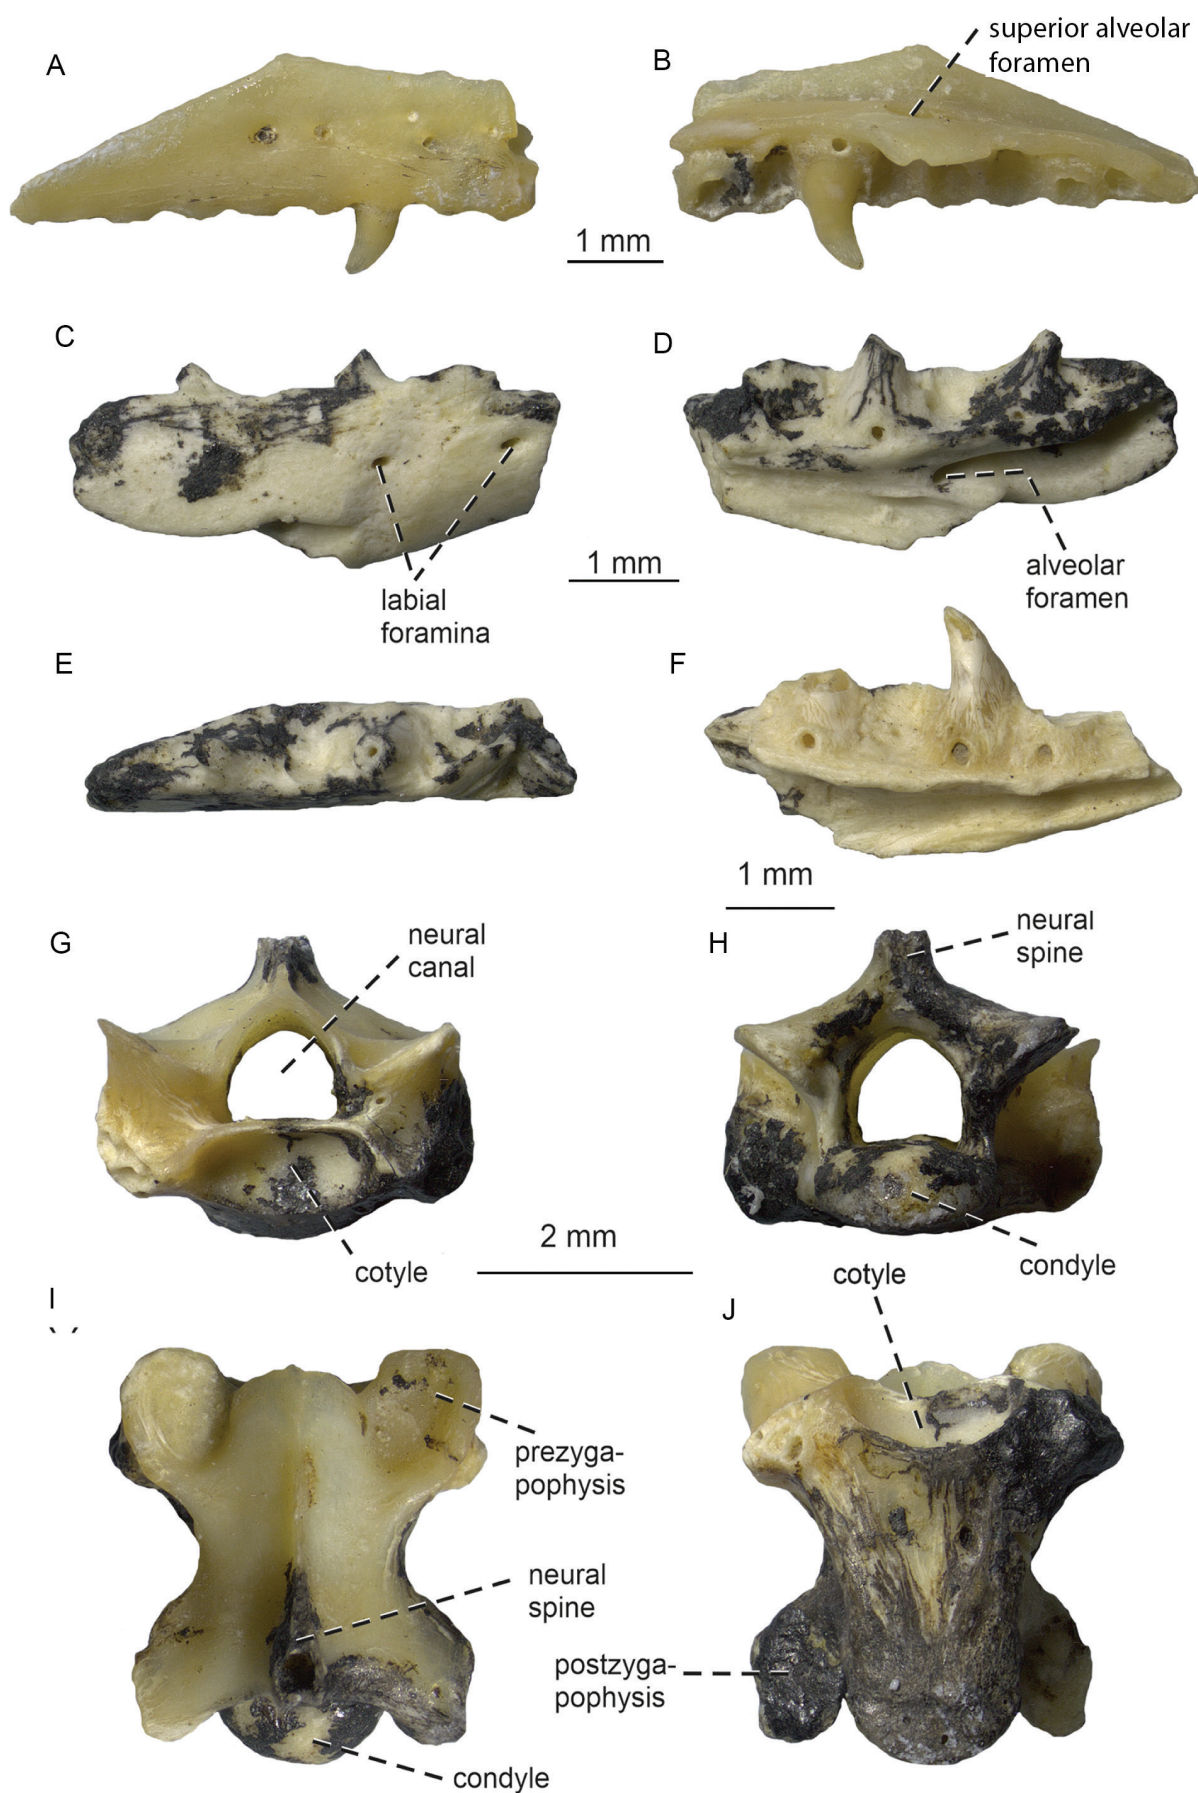 A
B
superior alveolar
foramen
1 mm
C
D
labial
foramina
1 mm
alveolar
foramen
E
F
1 mm
G
neural
canal
H
neural
spine
cotyle
2 mm
condyle
cotyle
I
J
prezyga-
pophysis
neural
spine
postzyga-
pophysis
condyle